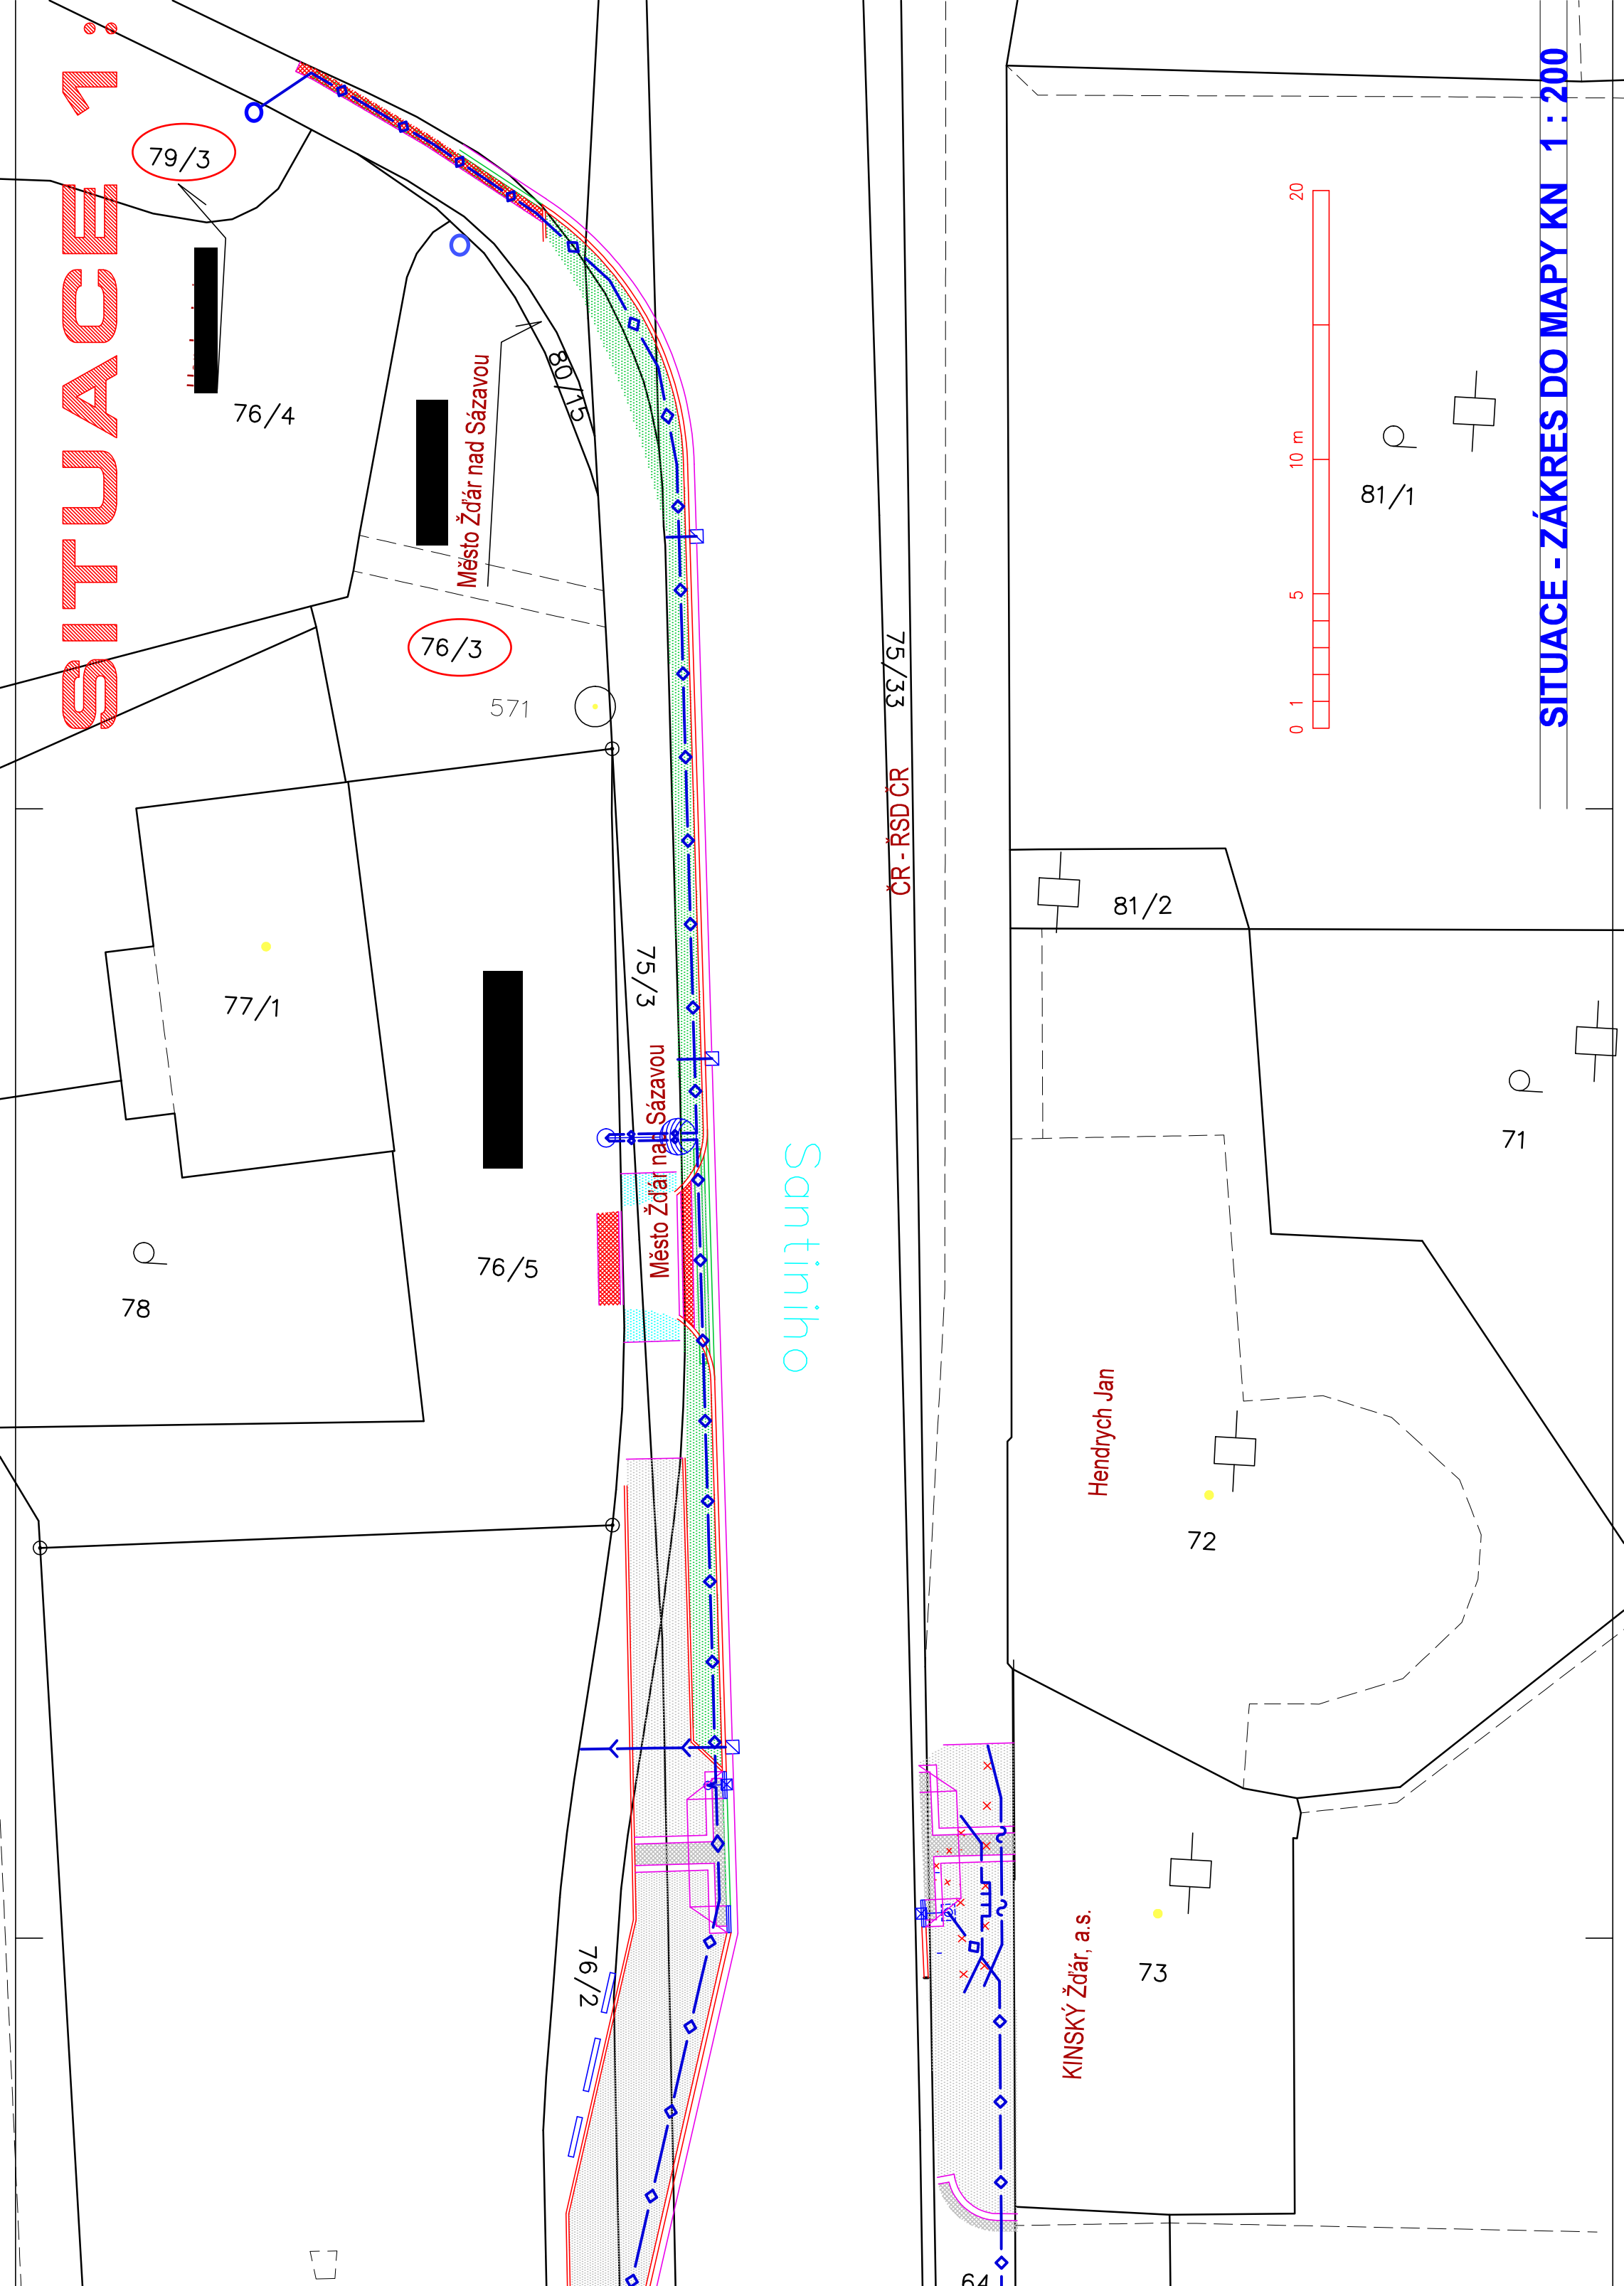 SITUACE 1:
79/3
76/4
Město Žďár nad Sázavou
80/15
76/3
571
77/1
75/3
Město Žďár nad Sázavou
76/5
78
76/2
75/33
ČR - ŘSD ČR
Santiniho
SITUACE - ZÁKRES DO MAPY KN 1 : 200
0 1 5 10 m 20
81/1
81/2
71
Hendrych Jan
72
KINSKÝ Žďár, a.s.
73
64